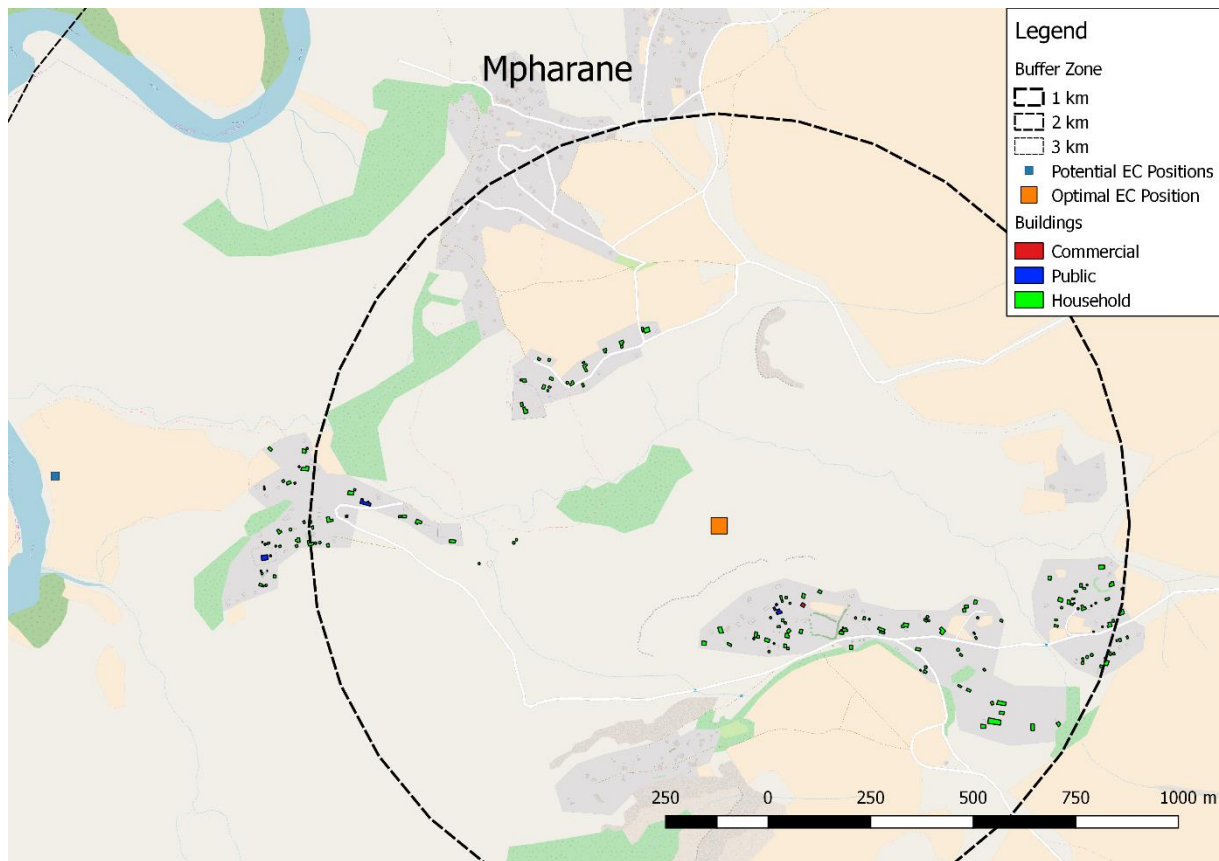 Mpharane
Legend
Buffer Zone
1 km
2 km
3 km
Potential EC Positions
Optimal EC Position
Buildings
Commercial
Public
Household
250 0 250 500 750 1000 m